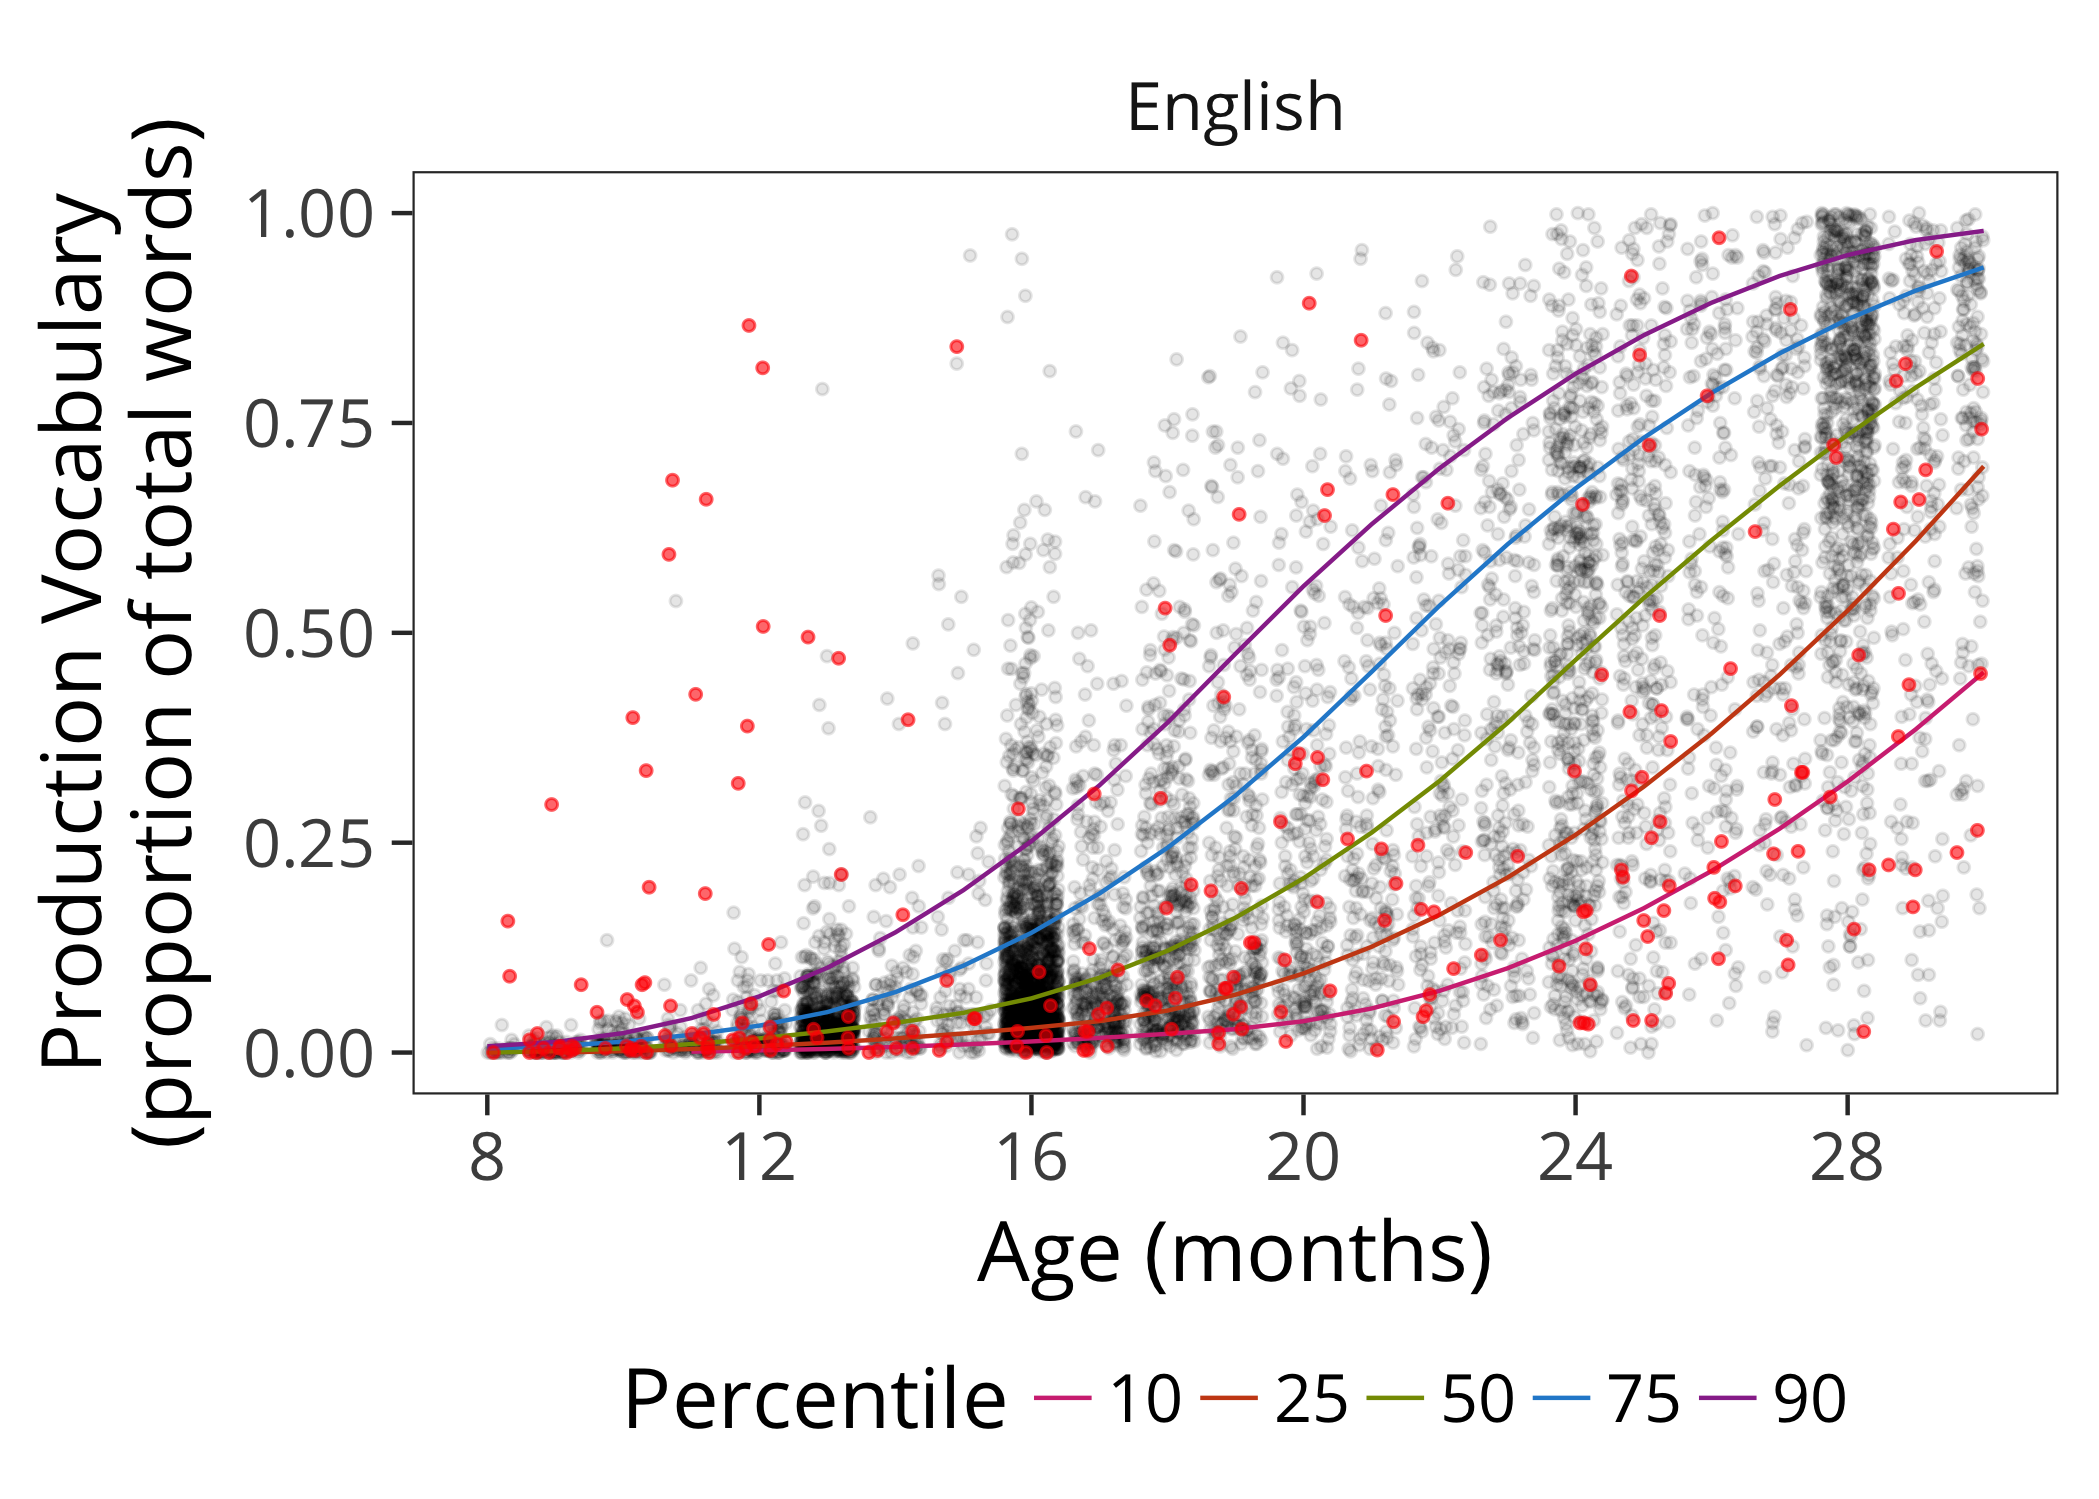 English
Production Vocabulary
(proportion of total words)
1.00
0.75
0.50
0.25
0.00
8 12 16 20 24 28
Age (months)
Percentile 10 25 50 75 90